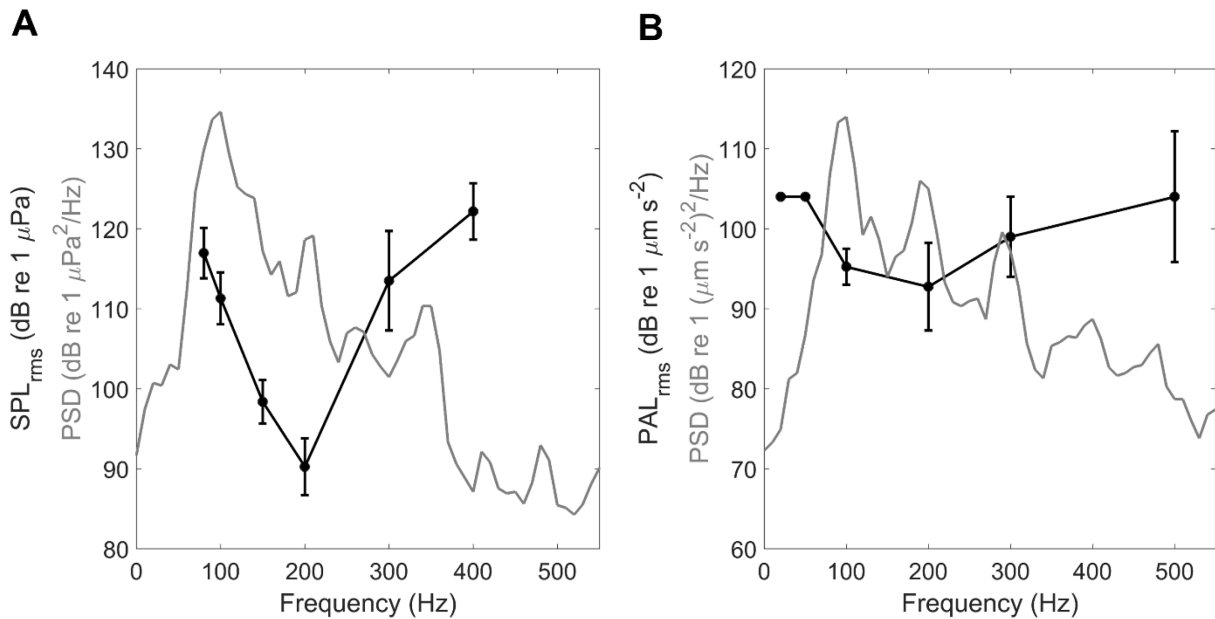 A
SPL_rms (dB re 1 μPa)
PSD (dB re 1 μPa²/Hz)
140
130
120
110
100
90
80
0 100 200 300 400 500
Frequency (Hz)
B
PAL_rms (dB re 1 μm s⁻²)
PSD (dB re 1 (μm s⁻²)²/Hz)
120
110
100
90
80
70
60
0 100 200 300 400 500
Frequency (Hz)